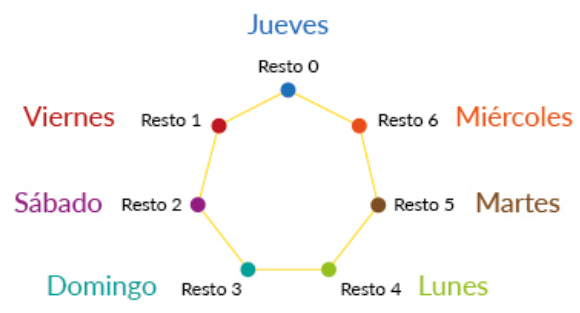 Jueves
Resto 0
Viernes Resto 1 Resto 6 Miércoles
Sábado Resto 2 Resto 5 Martes
Domingo Resto 3 Resto 4 Lunes